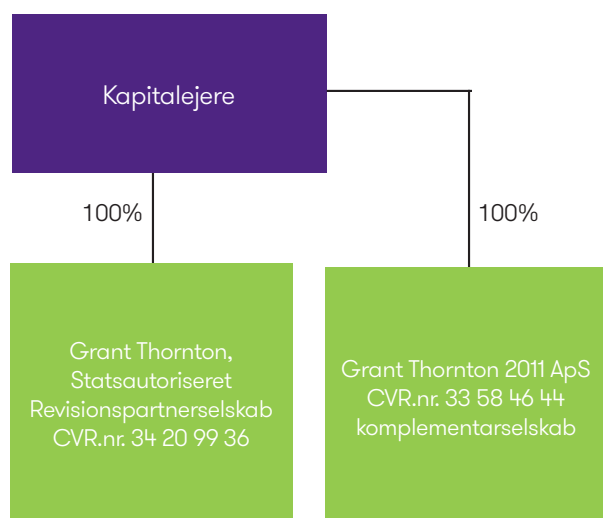 Kapitalejere
100%
100%
Grant Thornton,
Statsautoriseret
Revisionspartnerselskab
CVR.nr. 34 20 99 36
Grant Thornton 2011 ApS
CVR.nr. 33 58 46 44
komplementarselskab